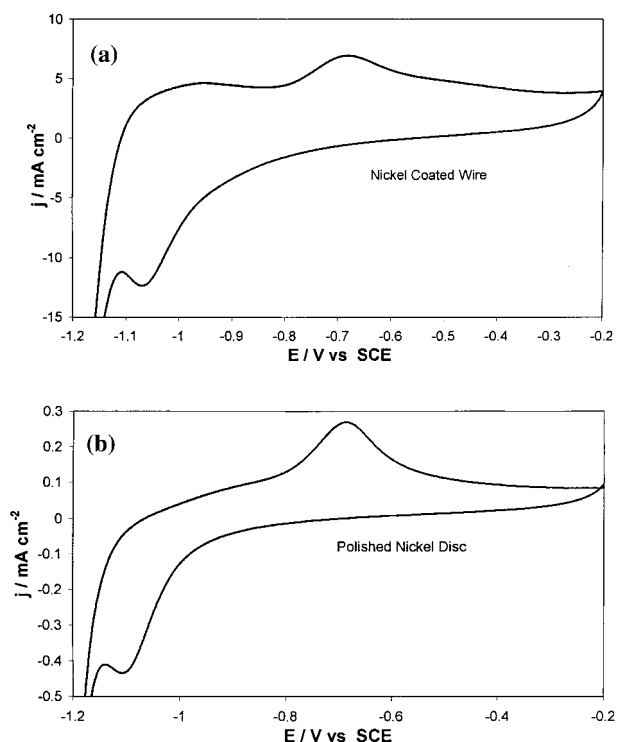 (a)
10
5
0
-5
-10
-15
j / mA cm-2
Nickel Coated Wire
-1.2 -1.1 -1 -0.9 -0.8 -0.7 -0.6 -0.5 -0.4 -0.3 -0.2
E / V vs SCE
(b)
0.3
0.2
0.1
0
-0.1
-0.2
-0.3
-0.4
-0.5
j / mA cm-2
Polished Nickel Disc
-1.2 -1 -0.8 -0.6 -0.4 -0.2
E / V vs SCE